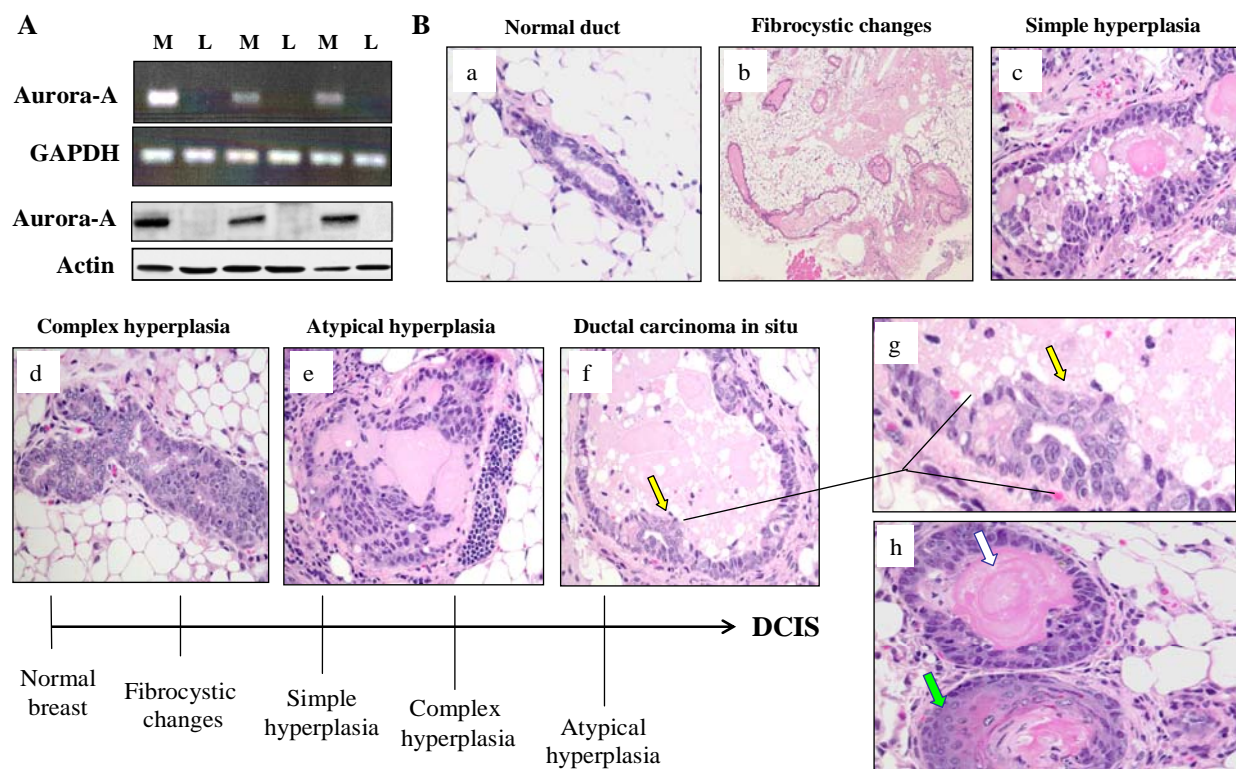 A
M L M L M L
Aurora-A
GAPDH
Aurora-A
Actin
B
Normal duct
Fibrocystic changes
Simple hyperplasia
a
b
c
Complex hyperplasia
Atypical hyperplasia
Ductal carcinoma in situ
d
e
f
g
h
DCIS
Normal
breast
Fibrocystic
changes
Simple
hyperplasia
Complex
hyperplasia
Atypical
hyperplasia